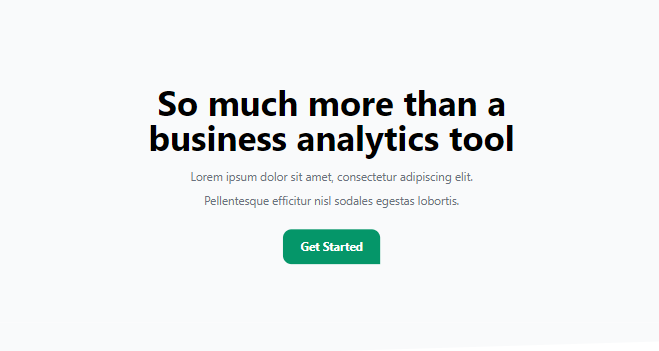 So much more than a
business analytics tool
Lorem ipsum dolor sit amet, consectetur adipiscing elit.
Pellentesque efficitur nisl sodales egestas lobortis.
Get Started